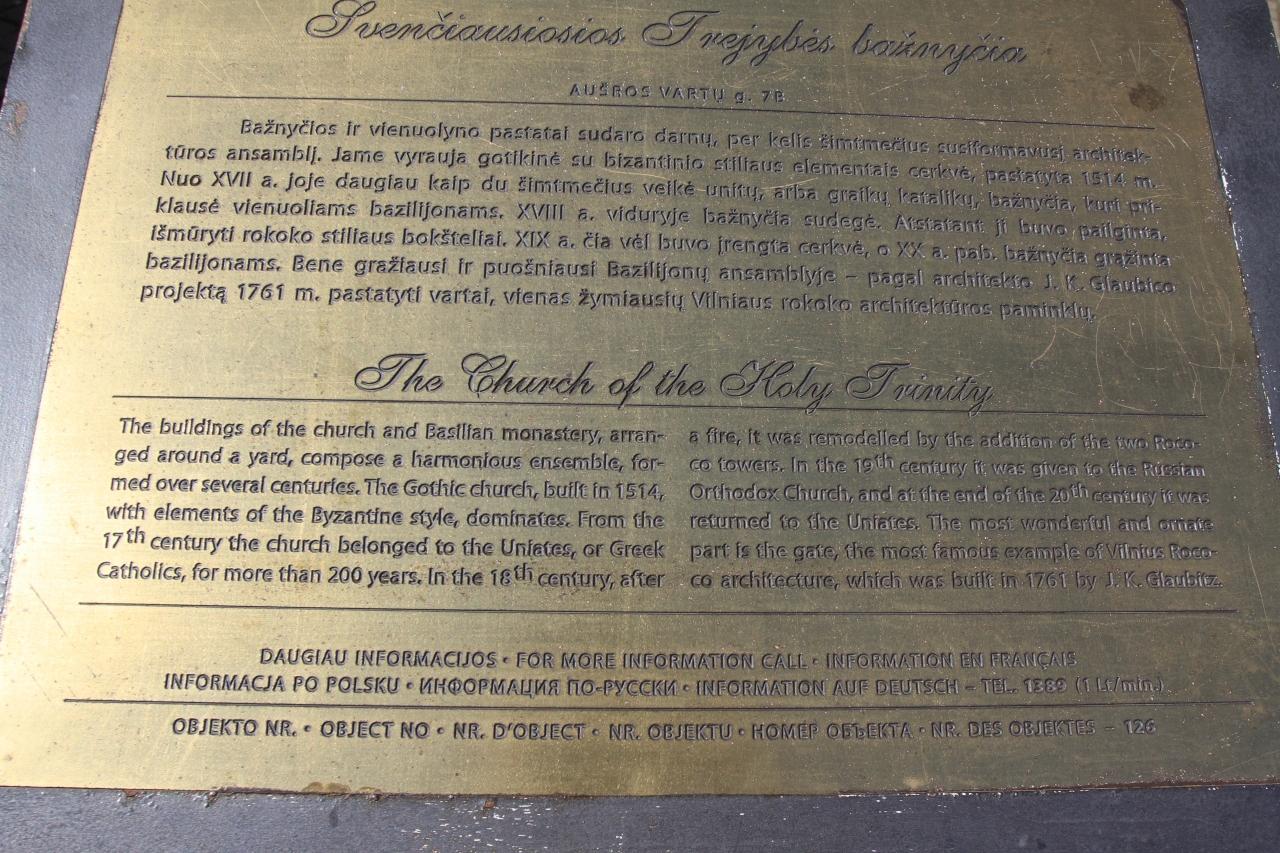 Švenčiausiosios Trejybės bažnyčia
AUŠROS VARTŲ g. 7B
Bažnyčios ir vienuolyno pastatai sudaro darnų, per kelis šimtmečius susiformavusį architek-
tūros ansamblį. Jame vyrauja gotikinė su bizantinio stiliaus elementais cerkvė, pastatyta 1514 m.
Nuo XVII a. joje daugiau kaip du šimtmečius veikė unitų, arba graikų katalikų, bažnyčia, kuri pri-
klausė vienuoliams bazilijonams. XVIII a. viduryje bažnyčia sudegė. Atstatant ji buvo pailginta,
išmūryti rokoko stiliaus bokšteliai. XIX a. čia vėl buvo įrengta cerkvė, o XX a. pab. bažnyčia grąžinta
bazilijonams. Bene gražiausi ir puošniausi Bazilijonų ansamblyje – pagal architekto J. K. Glaubico
projektą 1761 m. pastatyti vartai, vienas žymiausių Vilniaus rokoko architektūros paminklų.
The Church of the Holy Trinity
The buildings of the church and Basilian monastery, arran-
ged around a yard, compose a harmonious ensemble, for-
med over several centuries. The Gothic church, built in 1514,
with elements of the Byzantine style, dominates. From the
17th century the church belonged to the Uniates, or Greek
Catholics, for more than 200 years. In the 18th century, after
a fire, it was remodelled by the addition of the two Roco-
co towers. In the 19th century it was given to the Russian
Orthodox Church, and at the end of the 20th century it was
returned to the Uniates. The most wonderful and ornate
part is the gate, the most famous example of Vilnius Roco-
co architecture, which was built in 1761 by J. K. Glaubitz.
DAUGIAU INFORMACIJOS • FOR MORE INFORMATION CALL • INFORMATION EN FRANÇAIS
INFORMACJA PO POLSKU • ИНФОРМАЦИЯ ПО-РУССКИ • INFORMATION AUF DEUTSCH – TEL. 1389 (1 Lt/min.)
OBJEKTO NR. • OBJECT NO • NR. D'OBJECT • NR. OBJEKTU • НОМЕР ОБЪЕКТА • NR. DES OBJEKTES – 126